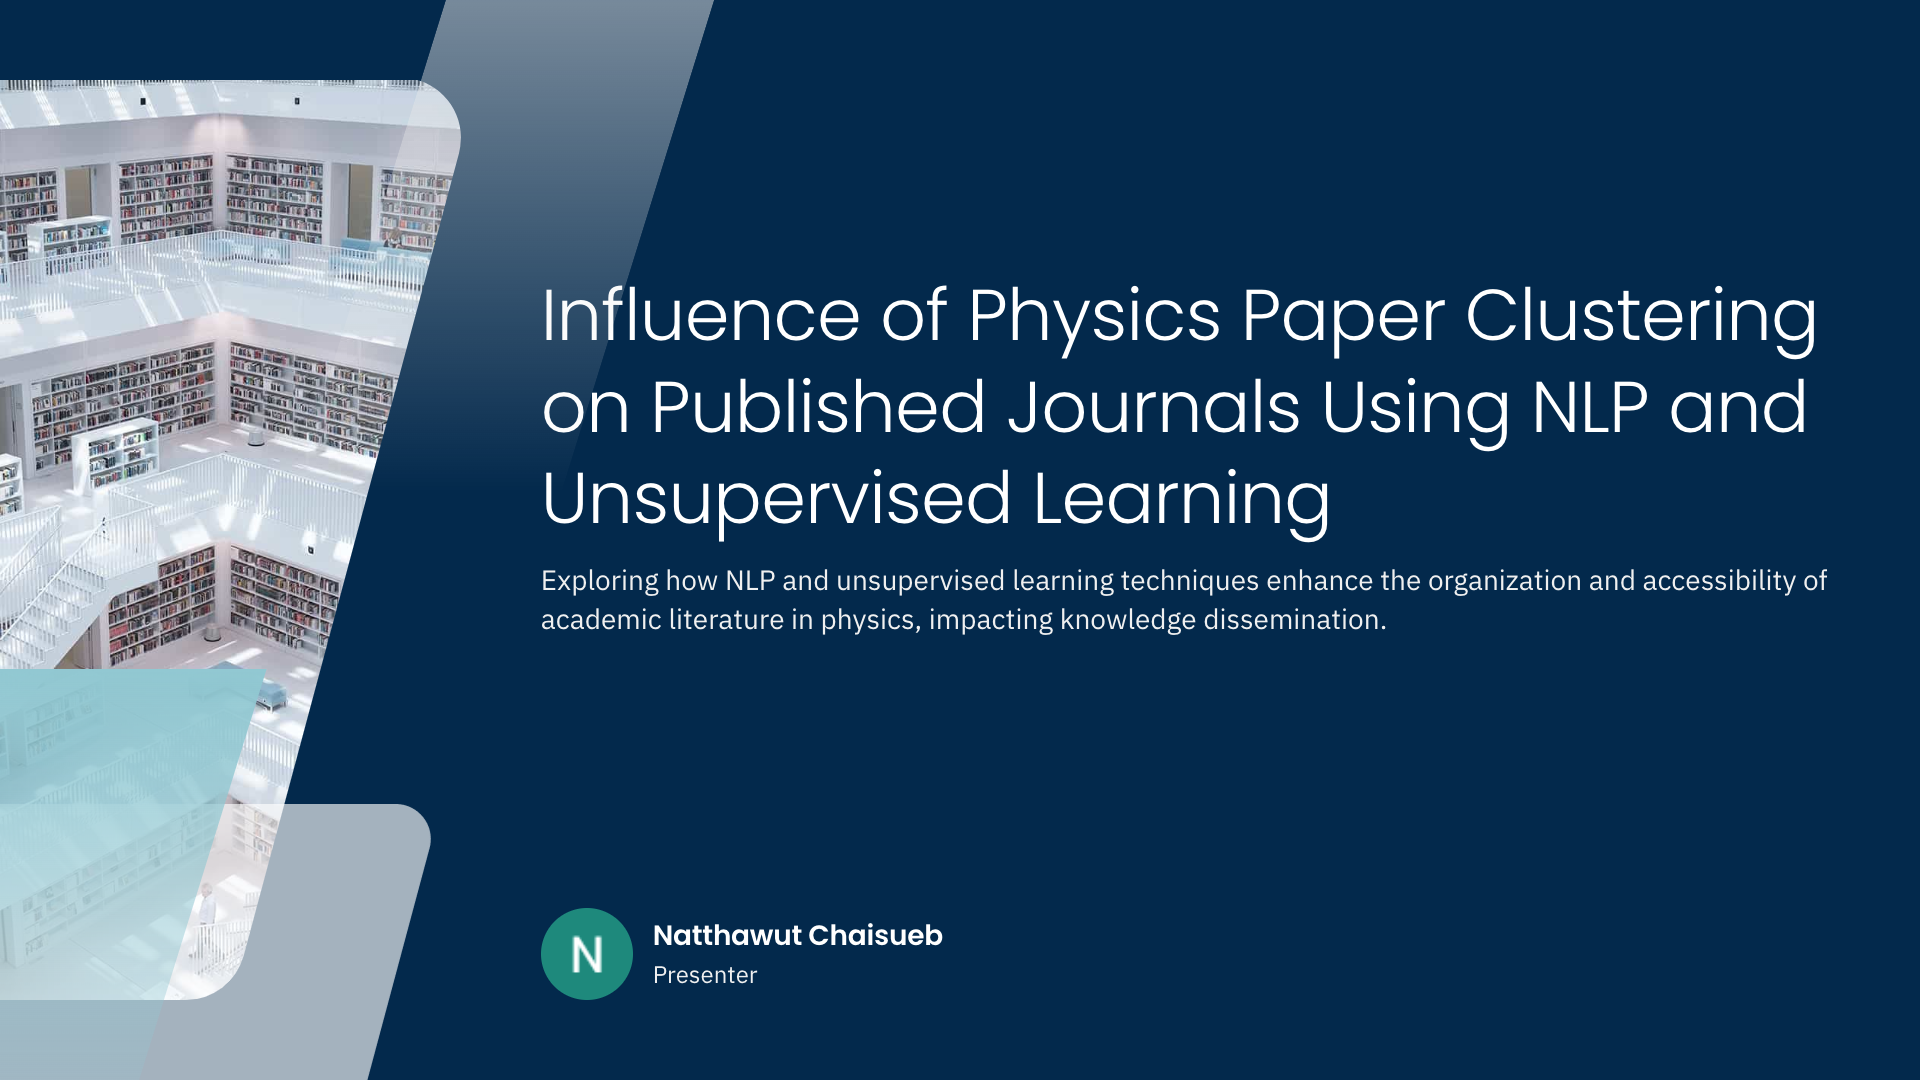 Influence of Physics Paper Clustering
on Published Journals Using NLP and
Unsupervised Learning
Exploring how NLP and unsupervised learning techniques enhance the organization and accessibility of
academic literature in physics, impacting knowledge dissemination.
N
Natthawut Chaisueb
Presenter